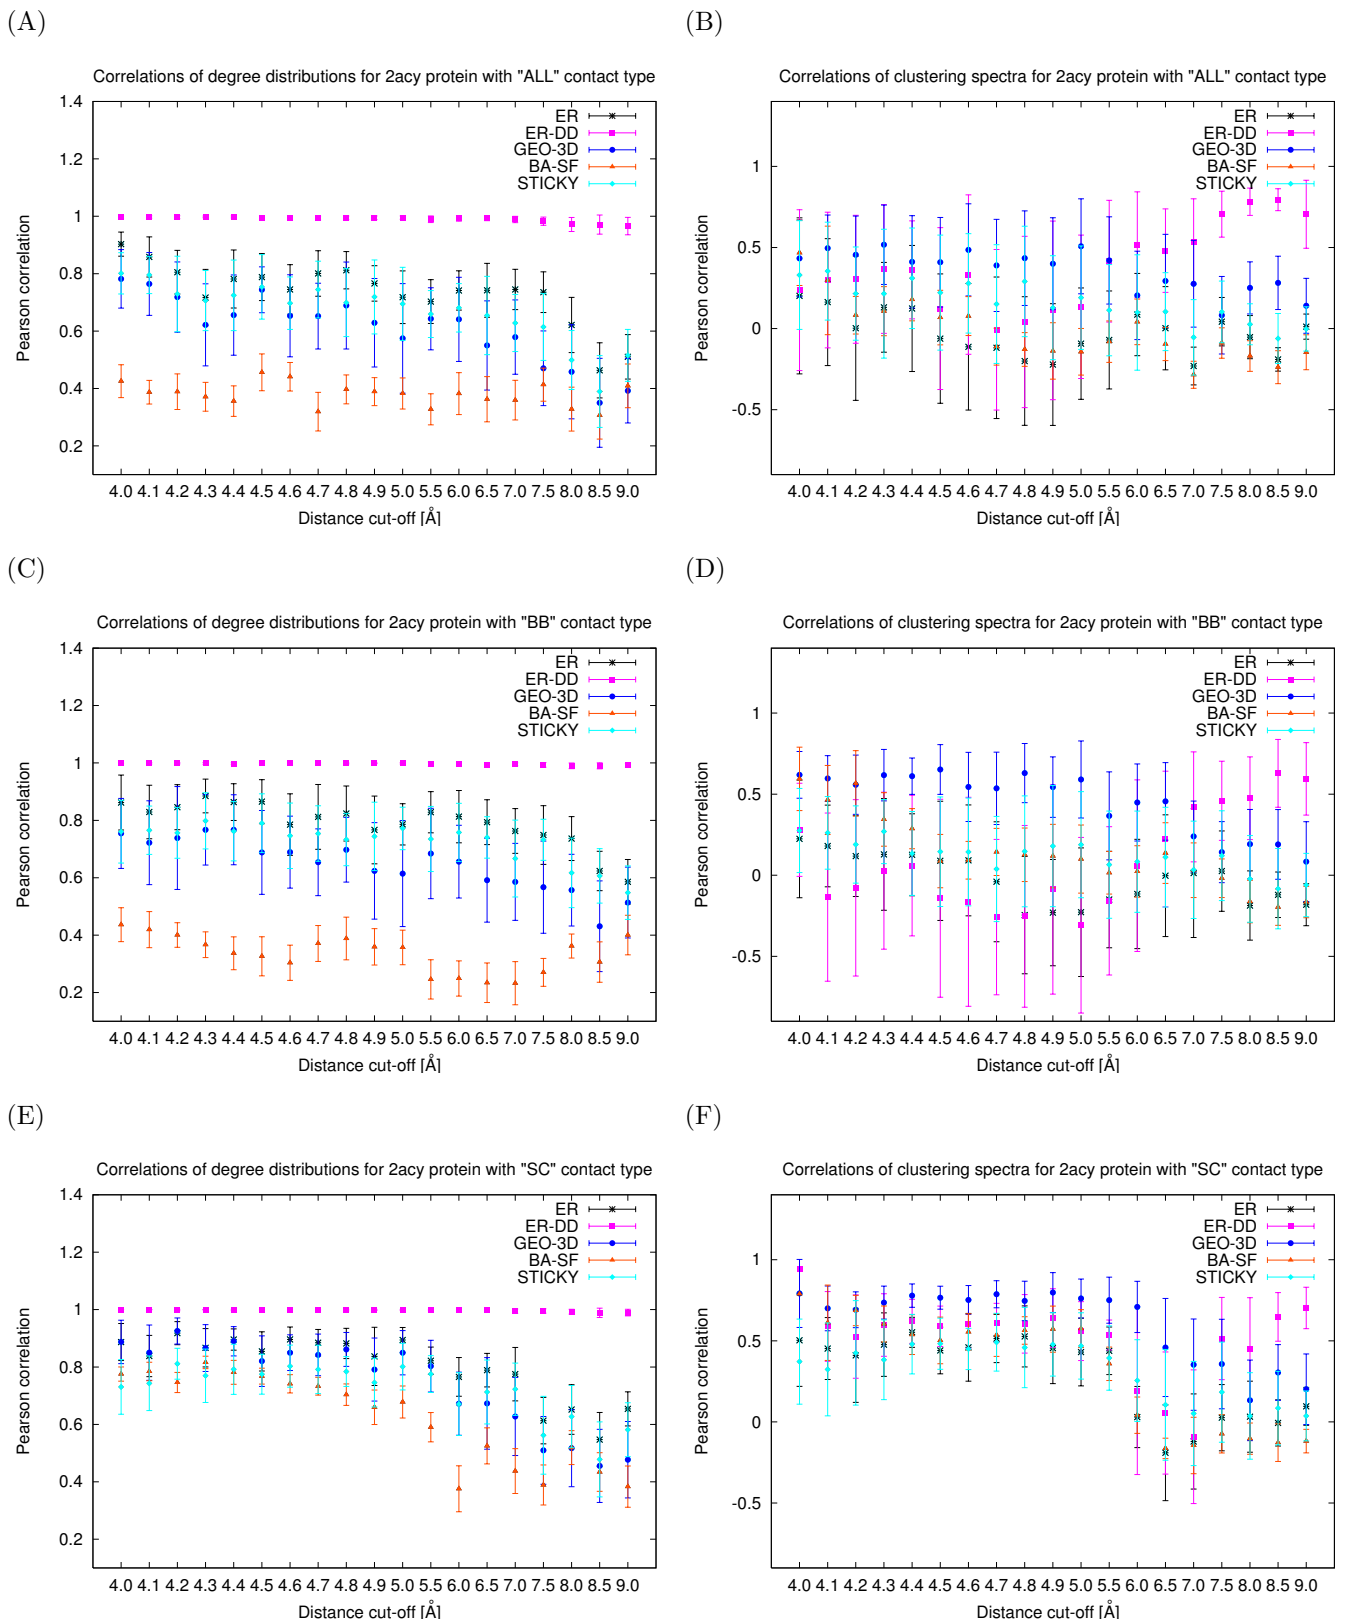 (A)
Correlations of degree distributions for 2acy protein with "ALL" contact type
Pearson correlation
1.4
1.2
1
0.8
0.6
0.4
0.2
ER
ER-DD
GEO-3D
BA-SF
STICKY
4.0 4.1 4.2 4.3 4.4 4.5 4.6 4.7 4.8 4.9 5.0 5.5 6.0 6.5 7.0 7.5 8.0 8.5 9.0
Distance cut-off [Å]
(B)
Correlations of clustering spectra for 2acy protein with "ALL" contact type
Pearson correlation
1
0.5
0
-0.5
ER
ER-DD
GEO-3D
BA-SF
STICKY
4.0 4.1 4.2 4.3 4.4 4.5 4.6 4.7 4.8 4.9 5.0 5.5 6.0 6.5 7.0 7.5 8.0 8.5 9.0
Distance cut-off [Å]
(C)
Correlations of degree distributions for 2acy protein with "BB" contact type
Pearson correlation
1.4
1.2
1
0.8
0.6
0.4
0.2
ER
ER-DD
GEO-3D
BA-SF
STICKY
4.0 4.1 4.2 4.3 4.4 4.5 4.6 4.7 4.8 4.9 5.0 5.5 6.0 6.5 7.0 7.5 8.0 8.5 9.0
Distance cut-off [Å]
(D)
Correlations of clustering spectra for 2acy protein with "BB" contact type
Pearson correlation
1
0.5
0
-0.5
ER
ER-DD
GEO-3D
BA-SF
STICKY
4.0 4.1 4.2 4.3 4.4 4.5 4.6 4.7 4.8 4.9 5.0 5.5 6.0 6.5 7.0 7.5 8.0 8.5 9.0
Distance cut-off [Å]
(E)
Correlations of degree distributions for 2acy protein with "SC" contact type
Pearson correlation
1.4
1.2
1
0.8
0.6
0.4
0.2
ER
ER-DD
GEO-3D
BA-SF
STICKY
4.0 4.1 4.2 4.3 4.4 4.5 4.6 4.7 4.8 4.9 5.0 5.5 6.0 6.5 7.0 7.5 8.0 8.5 9.0
Distance cut-off [Å]
(F)
Correlations of clustering spectra for 2acy protein with "SC" contact type
Pearson correlation
1
0.5
0
-0.5
ER
ER-DD
GEO-3D
BA-SF
STICKY
4.0 4.1 4.2 4.3 4.4 4.5 4.6 4.7 4.8 4.9 5.0 5.5 6.0 6.5 7.0 7.5 8.0 8.5 9.0
Distance cut-off [Å]